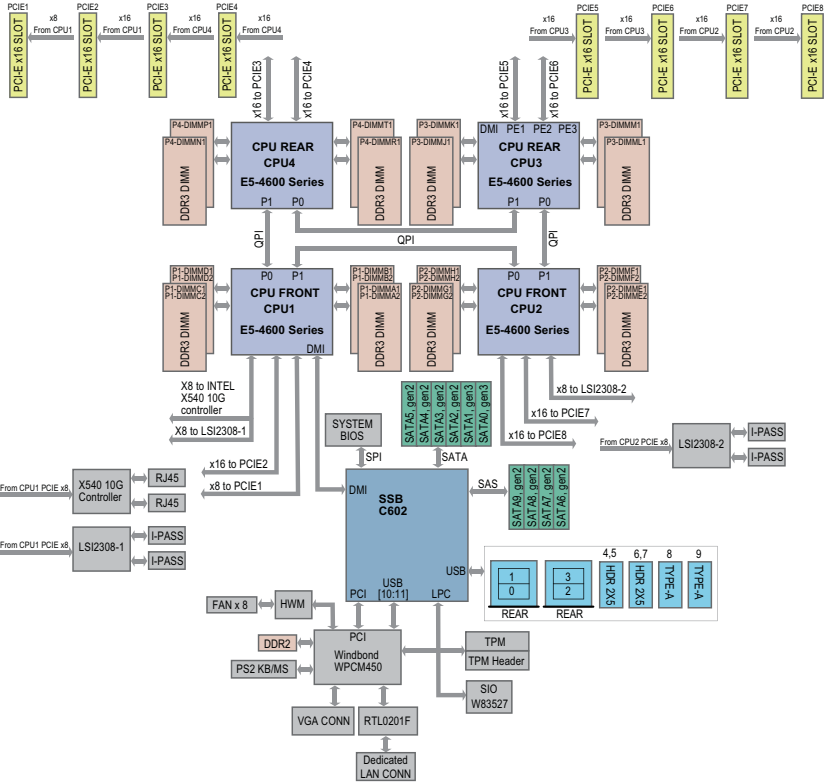 PCIE1
PCIE2
PCIE3
PCIE4
PCIE5
PCIE6
PCIE7
PCIE8
PCI-E x16 SLOT
x8
From CPU1
PCI-E x16 SLOT
x16
From CPU1
PCI-E x16 SLOT
x16
From CPU4
PCI-E x16 SLOT
x16
From CPU4
x16
From CPU3
PCI-E x16 SLOT
x16
From CPU3
PCI-E x16 SLOT
x16
From CPU2
PCI-E x16 SLOT
x16
From CPU2
PCI-E x16 SLOT
x16 to PCIE3
x16 to PCIE4
x16 to PCIE5
x16 to PCIE6
P4-DIMMP1
P4-DIMMN1
DDR3 DIMM
CPU REAR
CPU4
E5-4600 Series
P1
P0
P4-DIMMT1
P4-DIMMR1
DDR3 DIMM
P3-DIMMK1
P3-DIMMJ1
DDR3 DIMM
DMI
PE1
PE2
PE3
CPU REAR
CPU3
E5-4600 Series
P1
P0
P3-DIMMM1
P3-DIMML1
DDR3 DIMM
QPI
QPI
QPI
P1-DIMMD1
P1-DIMMD2
P1-DIMMC1
P1-DIMMC2
DDR3 DIMM
P0
P1
CPU FRONT
CPU1
E5-4600 Series
DMI
P1-DIMMB1
P1-DIMMB2
P1-DIMMA1
P1-DIMMA2
DDR3 DIMM
P2-DIMMH1
P2-DIMMH2
P2-DIMMG1
P2-DIMMG2
DDR3 DIMM
P0
P1
CPU FRONT
CPU2
E5-4600 Series
P2-DIMMF1
P2-DIMMF2
P2-DIMME1
P2-DIMME2
DDR3 DIMM
X8 to INTEL
X540 10G
controller
X8 to LSI2308-1
x16 to PCIE2
x8 to PCIE1
x8 to LSI2308-2
x16 to PCIE7
x16 to PCIE8
SYSTEM
BIOS
SPI
SATA5, gen2
SATA4, gen2
SATA3, gen2
SATA2, gen2
SATA1, gen3
SATA0, gen3
SATA
From CPU2 PCIE x8
LSI2308-2
I-PASS
I-PASS
From CPU1 PCIE x8
X540 10G
Controller
RJ45
RJ45
From CPU1 PCIE x8
LSI2308-1
I-PASS
I-PASS
DMI
SSB
C602
USB
USB
[10:11]
PCI
LPC
SAS
SATA9, gen2
SATA8, gen2
SATA7, gen2
SATA6, gen2
1
0
REAR
3
2
REAR
4,5
HDR 2X5
6,7
HDR 2X5
8
TYPE-A
9
TYPE-A
FAN x 8
HWM
DDR2
PS2 KB/MS
PCI
Windbond
WPCM450
TPM
TPM Header
SIO
W83527
VGA CONN
RTL0201F
Dedicated
LAN CONN